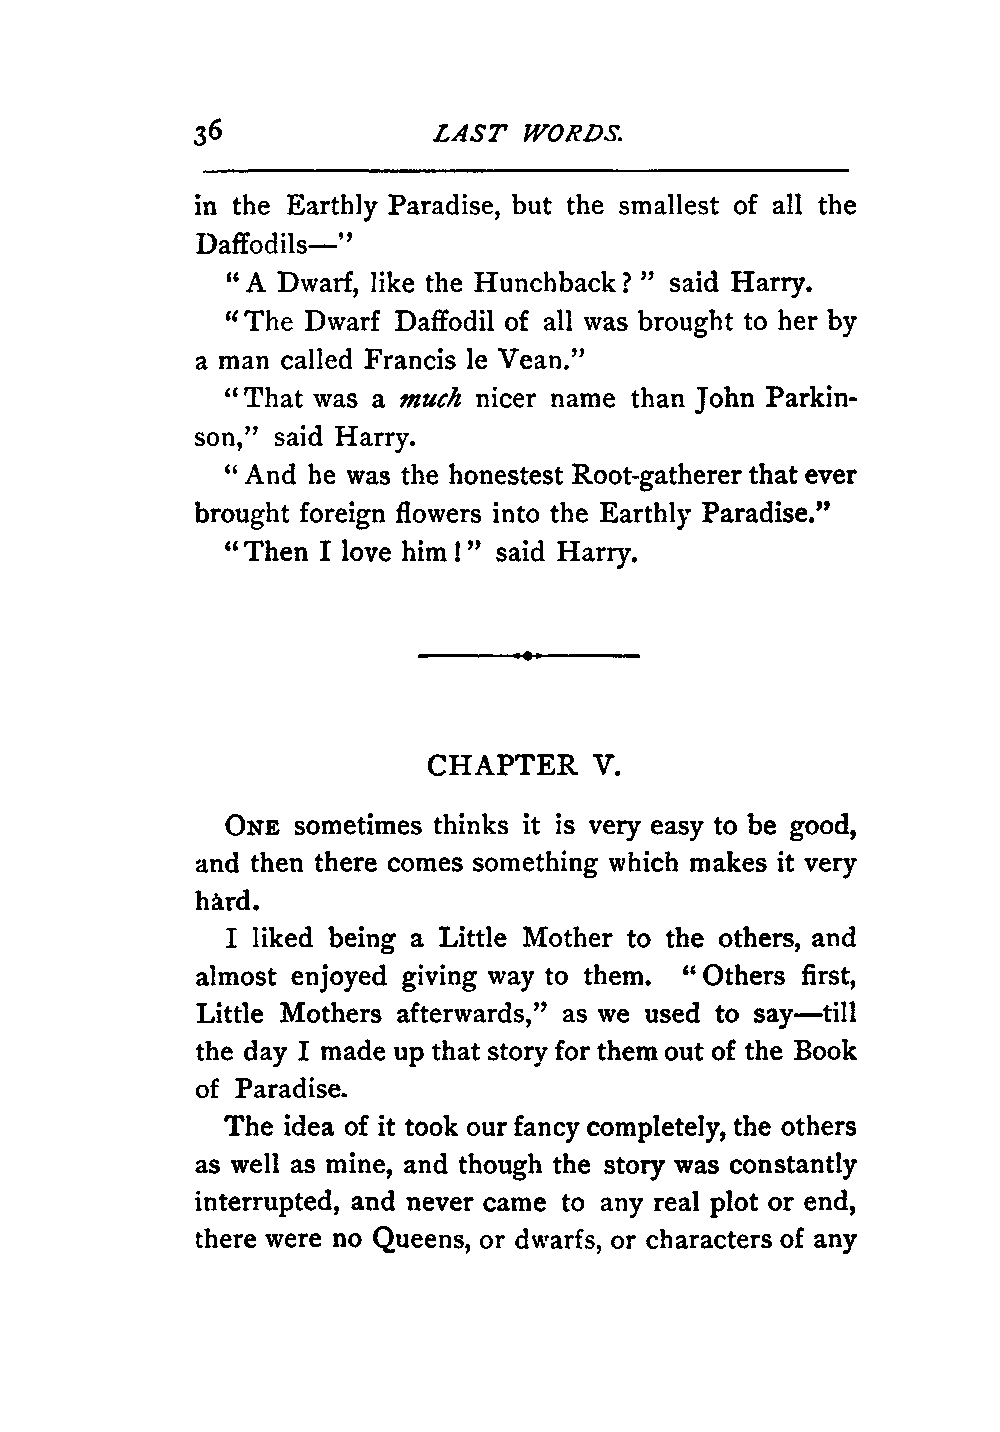 36 LAST WORDS.
in the Earthly Paradise, but the smallest of all the
Daffodils—"
"A Dwarf, like the Hunchback?" said Harry.
"The Dwarf Daffodil of all was brought to her by
a man called Francis le Vean."
"That was a much nicer name than John Parkin-
son," said Harry.
"And he was the honestest Root-gatherer that ever
brought foreign flowers into the Earthly Paradise."
"Then I love him!" said Harry.
CHAPTER V.
ONE sometimes thinks it is very easy to be good,
and then there comes something which makes it very
hard.
I liked being a Little Mother to the others, and
almost enjoyed giving way to them. "Others first,
Little Mothers afterwards," as we used to say—till
the day I made up that story for them out of the Book
of Paradise.
The idea of it took our fancy completely, the others
as well as mine, and though the story was constantly
interrupted, and never came to any real plot or end,
there were no Queens, or dwarfs, or characters of any